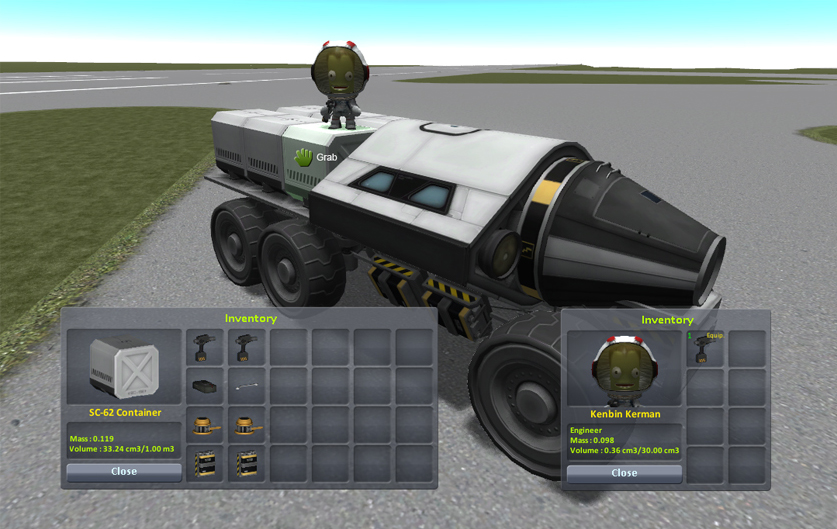 Grab
Inventory
SC-62 Container
Mass : 0.119
Volume : 33.24 cm3/1.00 m3
Close
Inventory
1
Equip.
Kenbin Kerman
Engineer
Mass : 0.098
Volume : 0.36 cm3/30.00 cm3
Close